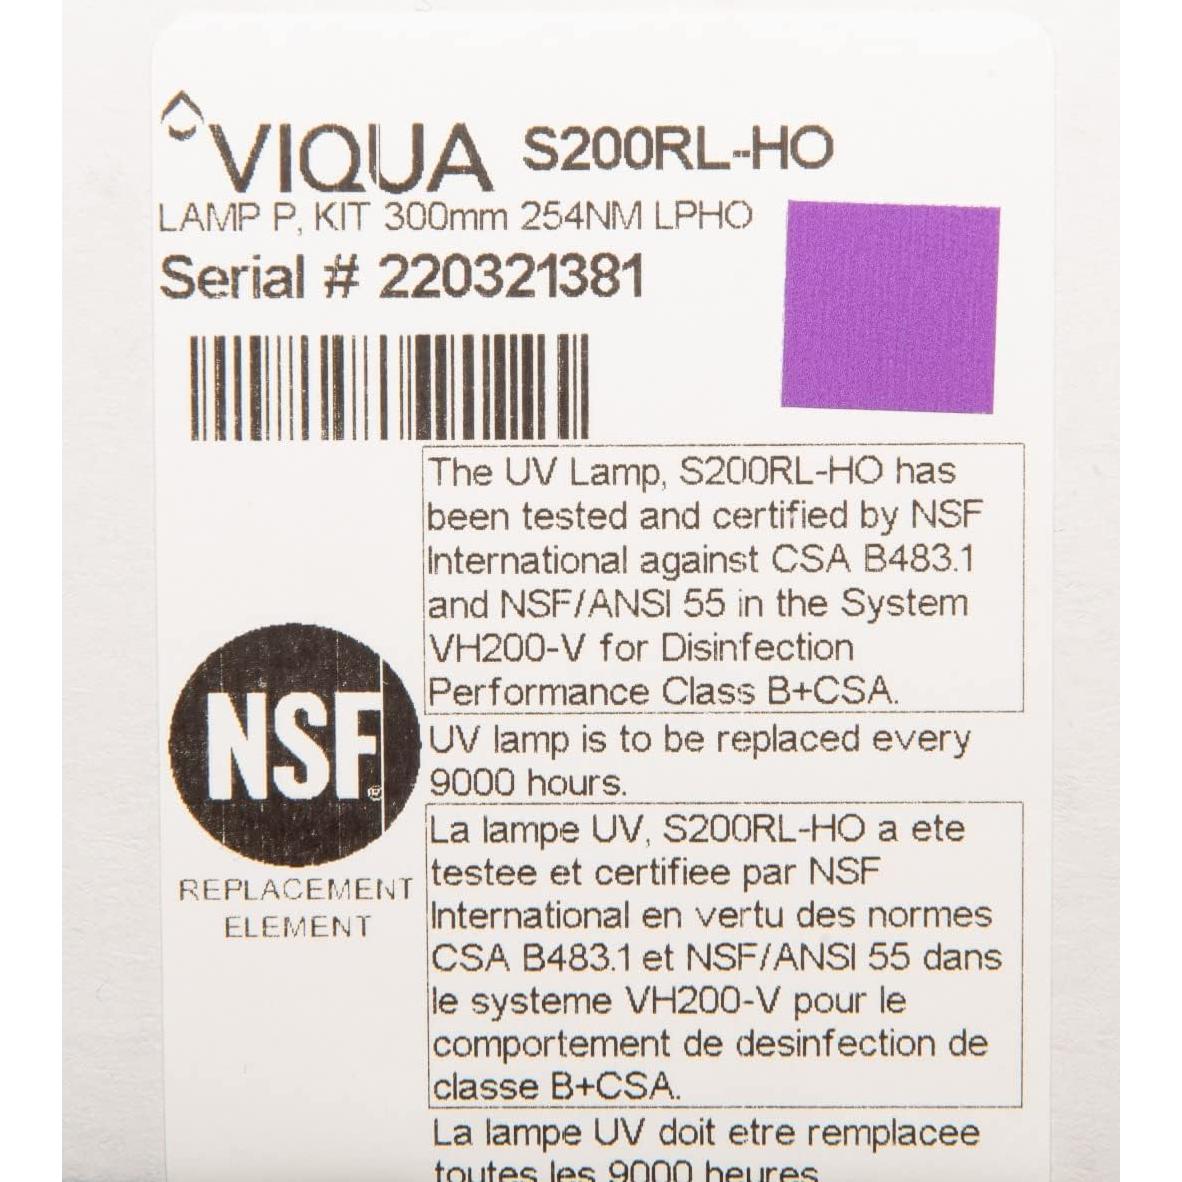 VIQUA S200RL-HO
LAMP P, KIT 300mm 254NM LPHO
Serial # 220321381
The UV Lamp, S200RL-HO has
been tested and certified by NSF
International against CSA B483.1
and NSF/ANSI 55 in the System
VH200-V for Disinfection
Performance Class B+CSA.
UV lamp is to be replaced every
9000 hours.
NSF®
REPLACEMENT
ELEMENT
La lampe UV, S200RL-HO a ete
testee et certifiee par NSF
International en vertu des normes
CSA B483.1 et NSF/ANSI 55 dans
le systeme VH200-V pour le
comportement de desinfection de
classe B+CSA.
La lampe UV doit etre remplacee
toutes les 9000 heures